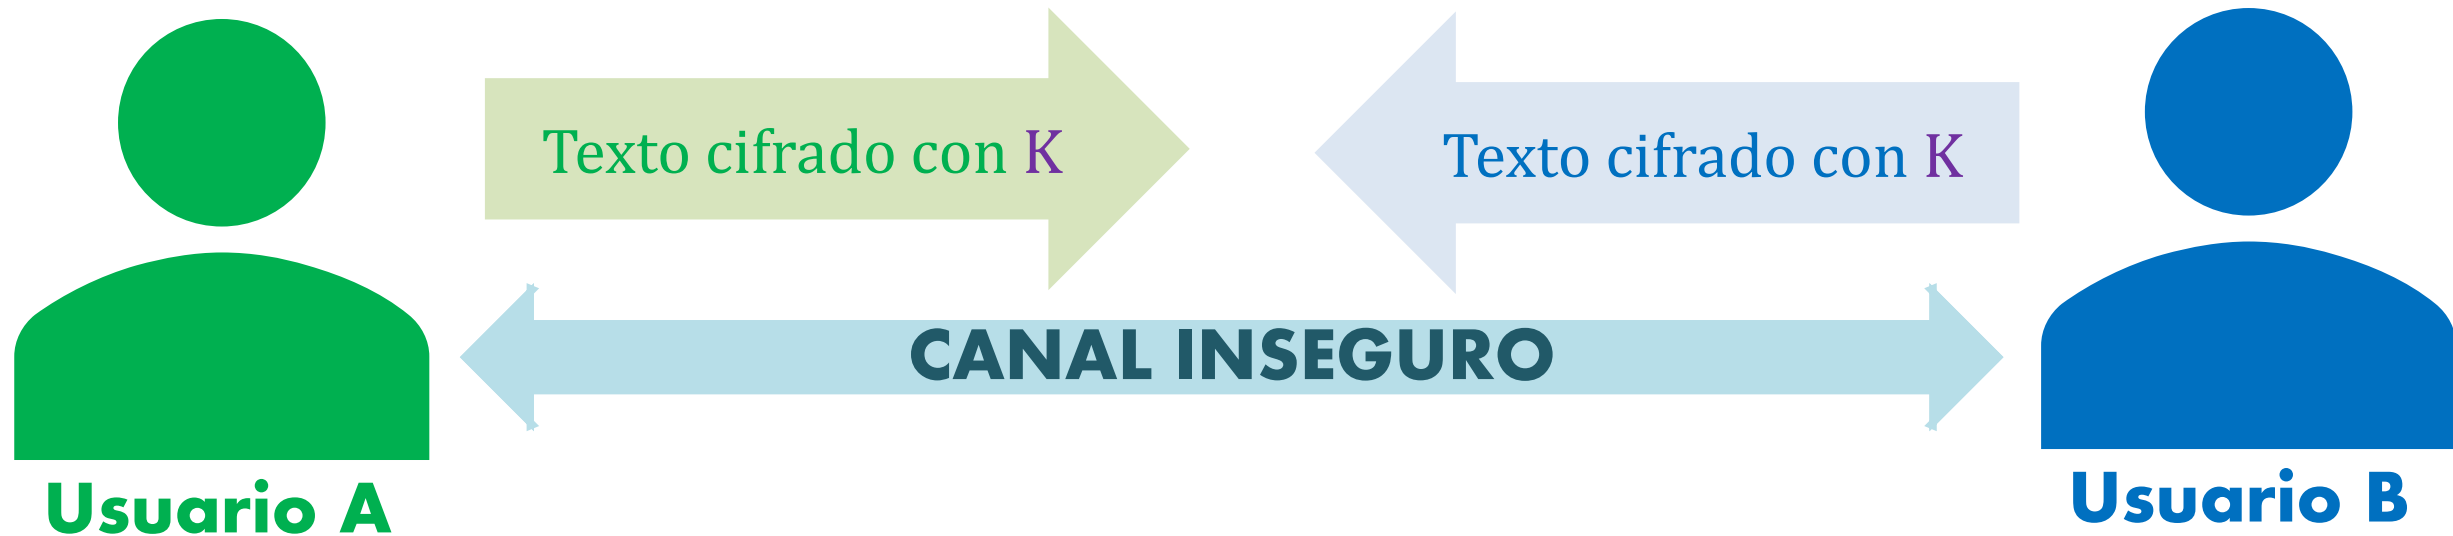 Texto cifrado con K
Texto cifrado con K
CANAL INSEGURO
Usuario A
Usuario B